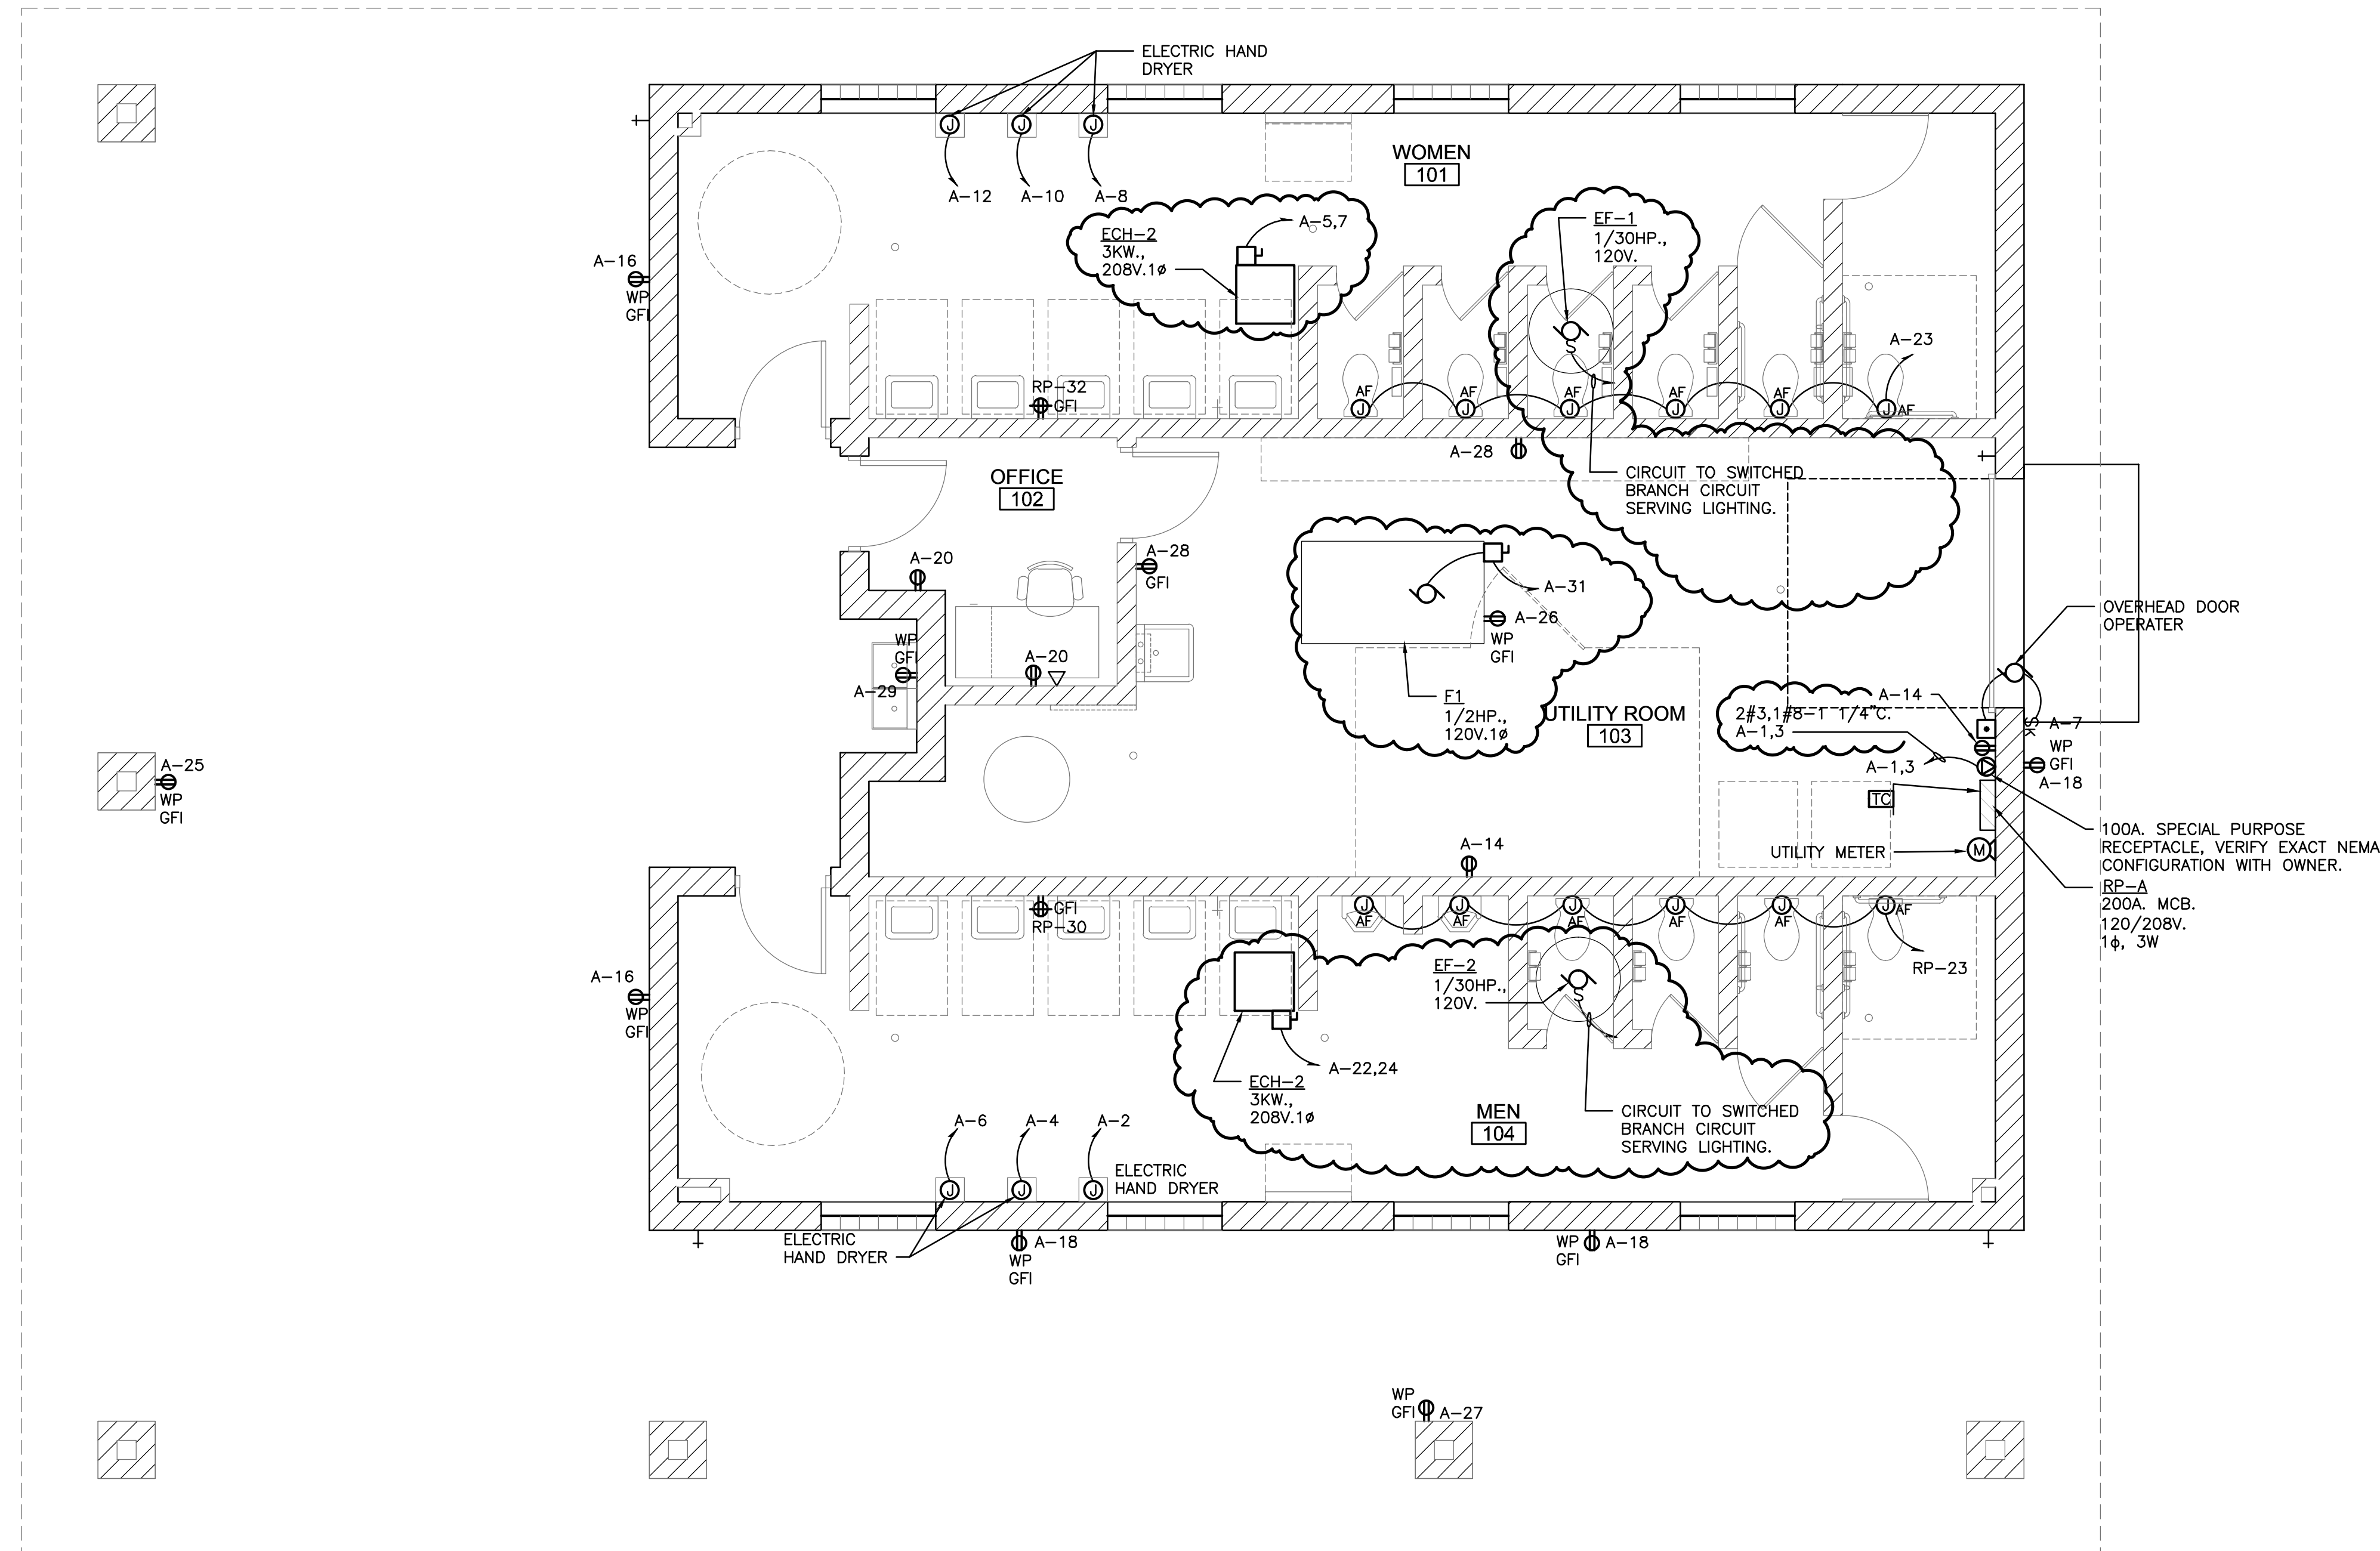 ELECTRIC HAND
DRYER
J
J
J
A-12
A-10
A-8
WOMEN
101
ECH-2
3KW.,
208V.1ø
A-5,7
EF-1
1/30HP.,
120V.
S
A-16
WP
GFI
A-23
RP-32
GFI
AF
J
AF
J
AF
J
AF
J
AF
J
J
AF
A-28
CIRCUIT TO SWITCHED
BRANCH CIRCUIT
SERVING LIGHTING.
OFFICE
102
A-20
A-28
GFI
A-31
A-26
WP
GFI
OVERHEAD DOOR
OPERATER
WP
GFI
A-29
A-20
F1
1/2HP.,
120V.1ø
UTILITY ROOM
103
A-14
2#3,1#8-1 1/4"C.
A-1,3
A-1,3
SK
A-7
WP
GFI
A-18
A-25
WP
GFI
TC
100A. SPECIAL PURPOSE
RECEPTACLE, VERIFY EXACT NEMA
CONFIGURATION WITH OWNER.
UTILITY METER
M
A-14
RP-A
200A. MCB.
120/208V.
1ϕ, 3W
GFI
RP-30
J
AF
J
AF
J
AF
J
AF
J
AF
J
AF
RP-23
A-16
WP
GFI
EF-2
1/30HP.,
120V.
S
A-22,24
ECH-2
3KW.,
208V.1ø
MEN
104
CIRCUIT TO SWITCHED
BRANCH CIRCUIT
SERVING LIGHTING.
A-6
A-4
A-2
J
J
J
ELECTRIC
HAND DRYER
ELECTRIC
HAND DRYER
A-18
WP
GFI
WP
GFI
A-18
WP
GFI
A-27